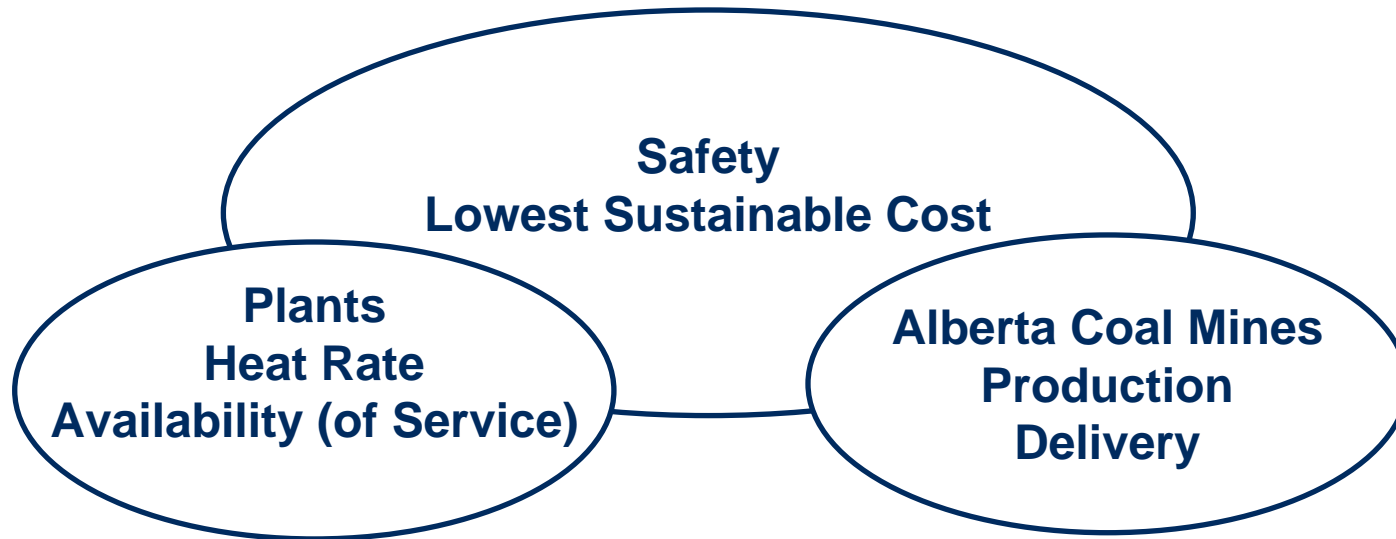 Safety
Lowest Sustainable Cost
Plants
Heat Rate
Availability (of Service)
Alberta Coal Mines
Production
Delivery